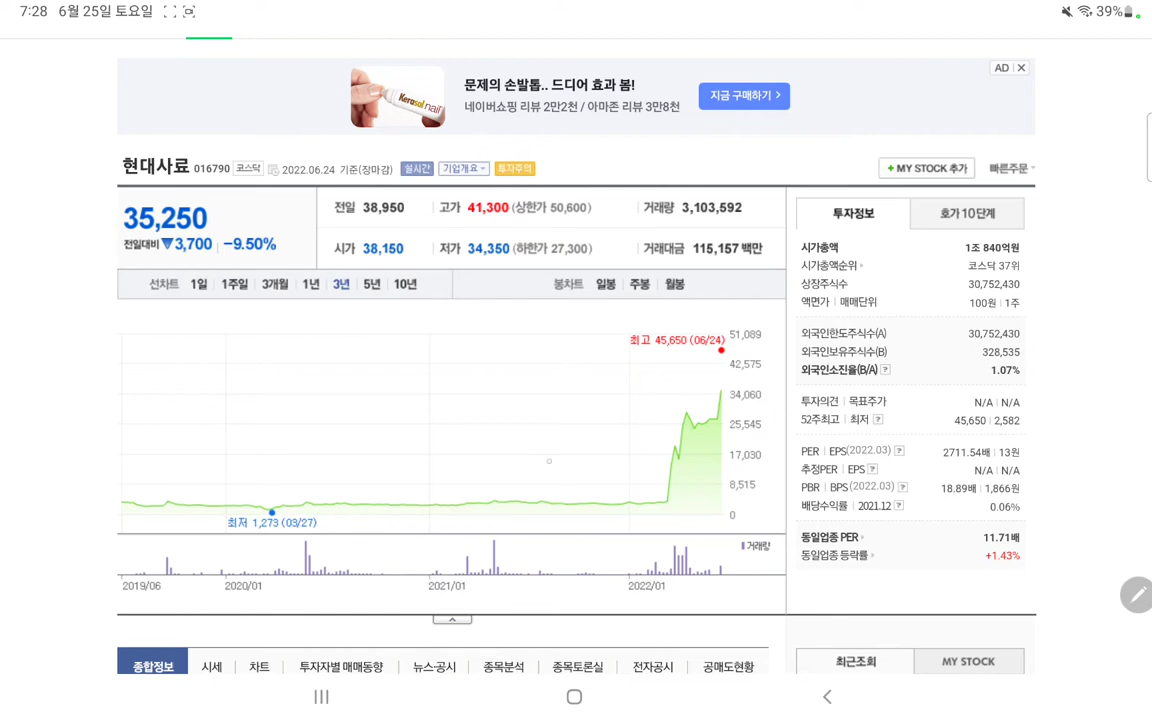 7:28 6월 25일 토요일
39%
AD
문제의 손발톱.. 드디어 효과 봄!
네이버쇼핑 리뷰 2만2천 / 아마존 리뷰 3만8천
지금 구매하기 >
Kerasal nail
현대사료 016790 코스닥 2022.06.24 기준(장마감) 실시간 기업개요 투자주의
+ MY STOCK 추가 빠른주문
35,250
전일대비 ▼3,700 | −9.50%
전일 38,950 고가 41,300 (상한가 50,600) 거래량 3,103,592
시가 38,150 저가 34,350 (하한가 27,300) 거래대금 115,157 백만
선차트 1일 1주일 3개월 1년 3년 5년 10년 봉차트 일봉 주봉 월봉
최고 45,650 (06/24)
51,089
42,575
34,060
25,545
17,030
8,515
0
최저 1,273 (03/27)
거래량
2019/06 2020/01 2021/01 2022/01
투자정보 호가 10단계
시가총액 1조 840억원
시가총액순위 코스닥 37위
상장주식수 30,752,430
액면가 | 매매단위 100원 | 1주
외국인한도주식수(A) 30,752,430
외국인보유주식수(B) 328,535
외국인소진율(B/A) ? 1.07%
투자의견 | 목표주가 N/A | N/A
52주최고 | 최저 ? 45,650 | 2,582
PER | EPS(2022.03) ? 2711.54배 | 13원
추정PER | EPS ? N/A | N/A
PBR | BPS (2022.03) ? 18.89배 | 1,866원
배당수익률 | 2021.12 ? 0.06%
동일업종 PER 11.71배
동일업종 등락률 +1.43%
종합정보 시세 차트 투자자별 매매동향 뉴스·공시 종목분석 종목토론실 전자공시 공매도현황
최근조회 MY STOCK